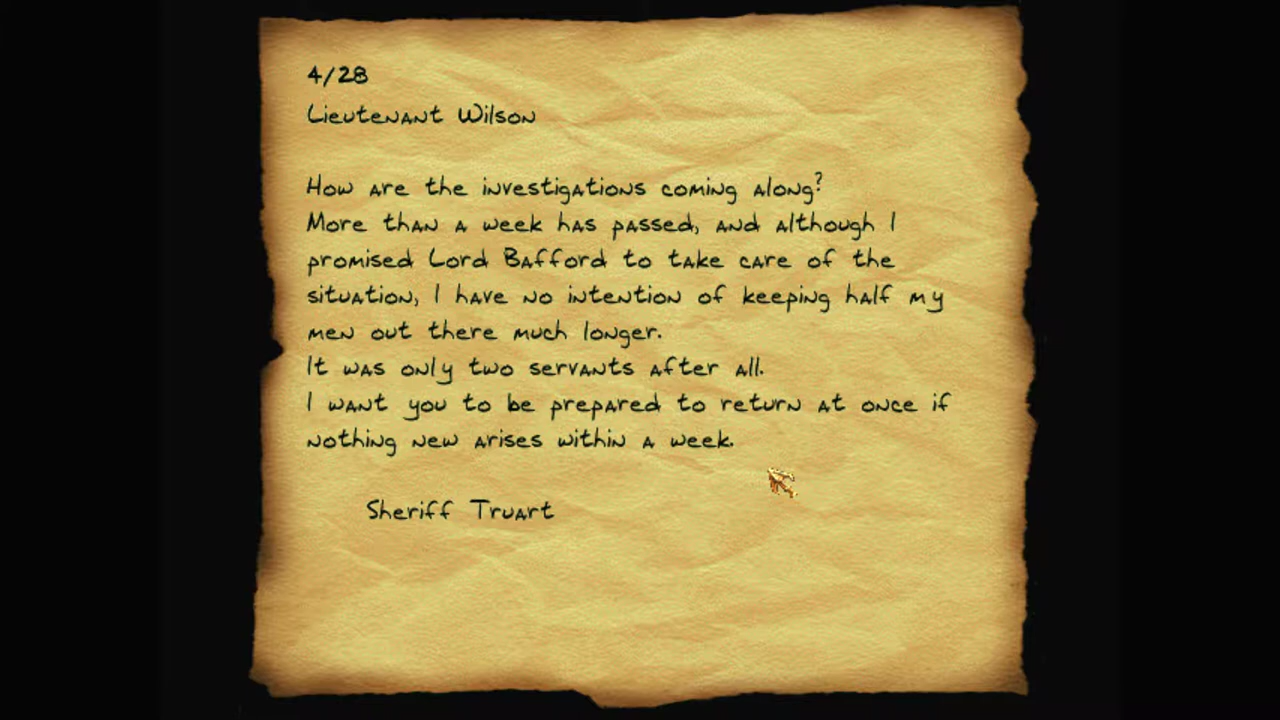 4/28
Lieutenant Wilson
How are the investigations coming along?
More than a week has passed, and although I
promised Lord Bafford to take care of the
situation, I have no intention of keeping half my
men out there much longer.
It was only two servants after all.
I want you to be prepared to return at once if
nothing new arises within a week.
Sheriff Truart